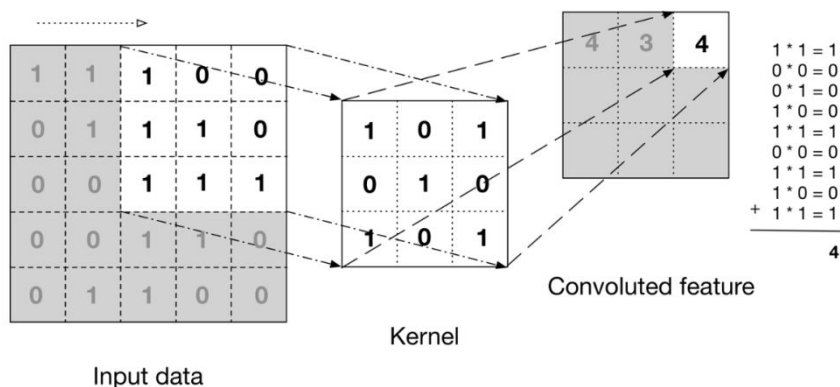 1 1 1 0 0
0 1 1 1 0
0 0 1 1 1
0 0 1 1 0
0 1 1 0 0
Input data
1 0 1
0 1 0
1 0 1
Kernel
4 3 4
Convoluted feature
1 * 1 = 1
0 * 0 = 0
0 * 1 = 0
1 * 0 = 0
1 * 1 = 1
0 * 0 = 0
1 * 1 = 1
1 * 0 = 0
+ 1 * 1 = 1
4